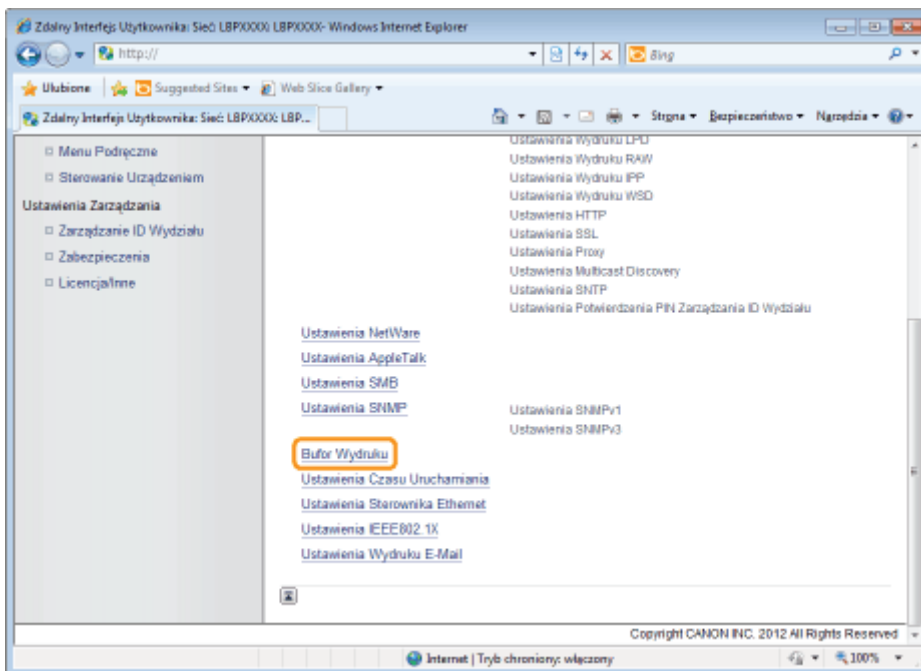 Zdalny Interfejs Użytkownika: Sieć: LBPXXXX: LBPXXXX- Windows Internet Explorer
http://
Bing
Ulubione Suggested Sites Web Slice Gallery
Zdalny Interfejs Użytkownika: Sieć: LBPXXXX: LBP... Strona Bezpieczeństwo Narzędzia
Menu Podręczne
Sterowanie Urządzeniem
Ustawienia Zarządzania
Zarządzanie ID Wydziału
Zabezpieczenia
Licencja/Inne
Ustawienia Wydruku LPD
Ustawienia Wydruku RAW
Ustawienia Wydruku IPP
Ustawienia Wydruku WSD
Ustawienia HTTP
Ustawienia SSL
Ustawienia Proxy
Ustawienia Multicast Discovery
Ustawienia SNTP
Ustawienia Potwierdzania PIN Zarządzania ID Wydziału
Ustawienia NetWare
Ustawienia AppleTalk
Ustawienia SMB
Ustawienia SNMP
Ustawienia SNMPv1
Ustawienia SNMPv3
Bufor Wydruku
Ustawienia Czasu Uruchamiania
Ustawienia Sterownika Ethernet
Ustawienia IEEE802.1X
Ustawienia Wydruku E-Mail
Copyright CANON INC. 2012 All Rights Reserved
Internet | Tryb chroniony: włączony 100%